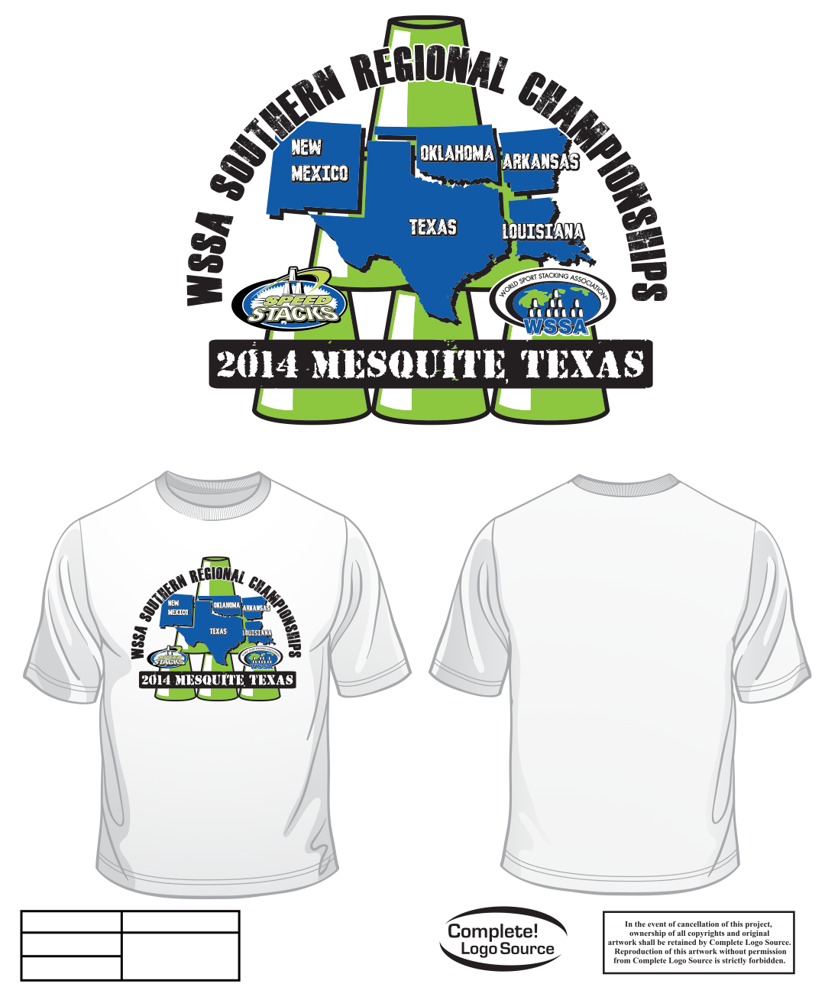 WSSA SOUTHERN REGIONAL CHAMPIONSHIPS
NEW
MEXICO
OKLAHOMA
ARKANSAS
TEXAS
LOUISIANA
SPEED
STACKS
WORLD SPORT STACKING ASSOCIATION
WSSA
2014 MESQUITE, TEXAS
WSSA SOUTHERN REGIONAL CHAMPIONSHIPS
NEW
MEXICO
OKLAHOMA
ARKANSAS
TEXAS
LOUISIANA
SPEED
STACKS
WSSA
2014 MESQUITE TEXAS
Complete!
Logo Source
In the event of cancellation of this project,
ownership of all copyrights and original
artwork shall be retained by Complete Logo Source.
Reproduction of this artwork without permission
from Complete Logo Source is strictly forbidden.